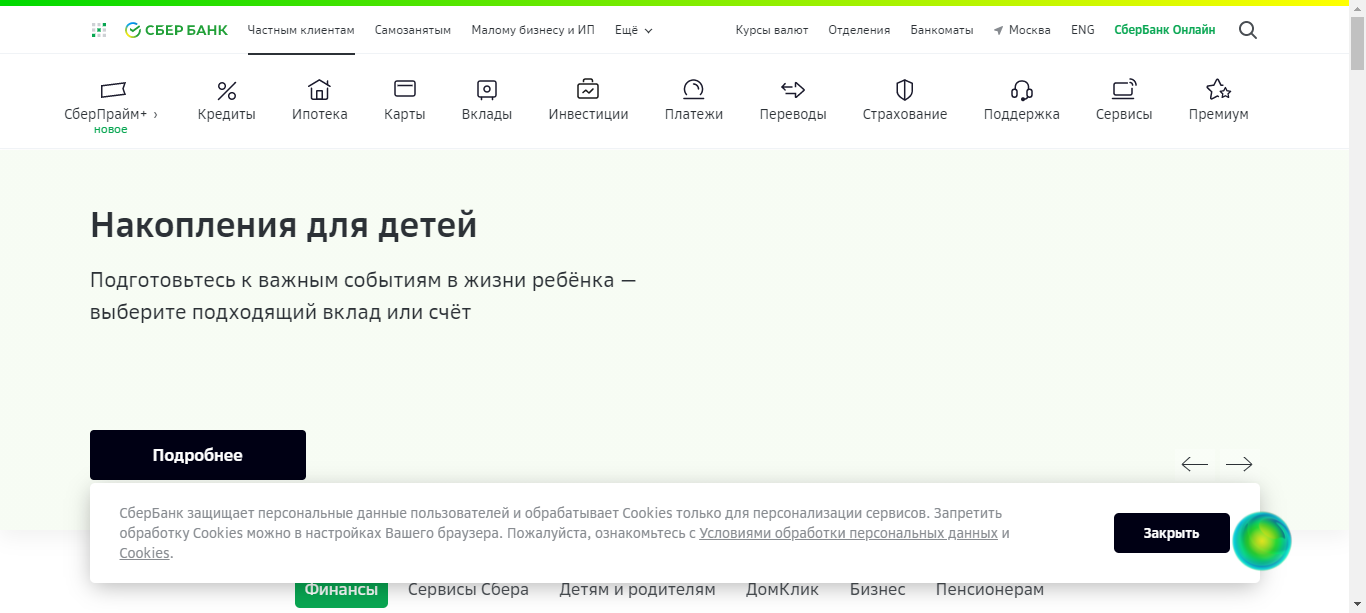 СБЕР БАНК Частным клиентам Самозанятым Малому бизнесу и ИП Ещё Курсы валют Отделения Банкоматы Москва ENG СберБанк Онлайн
СберПрайм+ › Кредиты Ипотека Карты Вклады Инвестиции Платежи Переводы Страхование Поддержка Сервисы Премиум
новое
Накопления для детей
Подготовьтесь к важным событиям в жизни ребёнка —
выберите подходящий вклад или счёт
Подробнее
СберБанк защищает персональные данные пользователей и обрабатывает Cookies только для персонализации сервисов. Запретить
обработку Cookies можно в настройках Вашего браузера. Пожалуйста, ознакомьтесь с Условиями обработки персональных данных и
Cookies.
Закрыть
Финансы Сервисы Сбера Детям и родителям ДомКлик Бизнес Пенсионерам